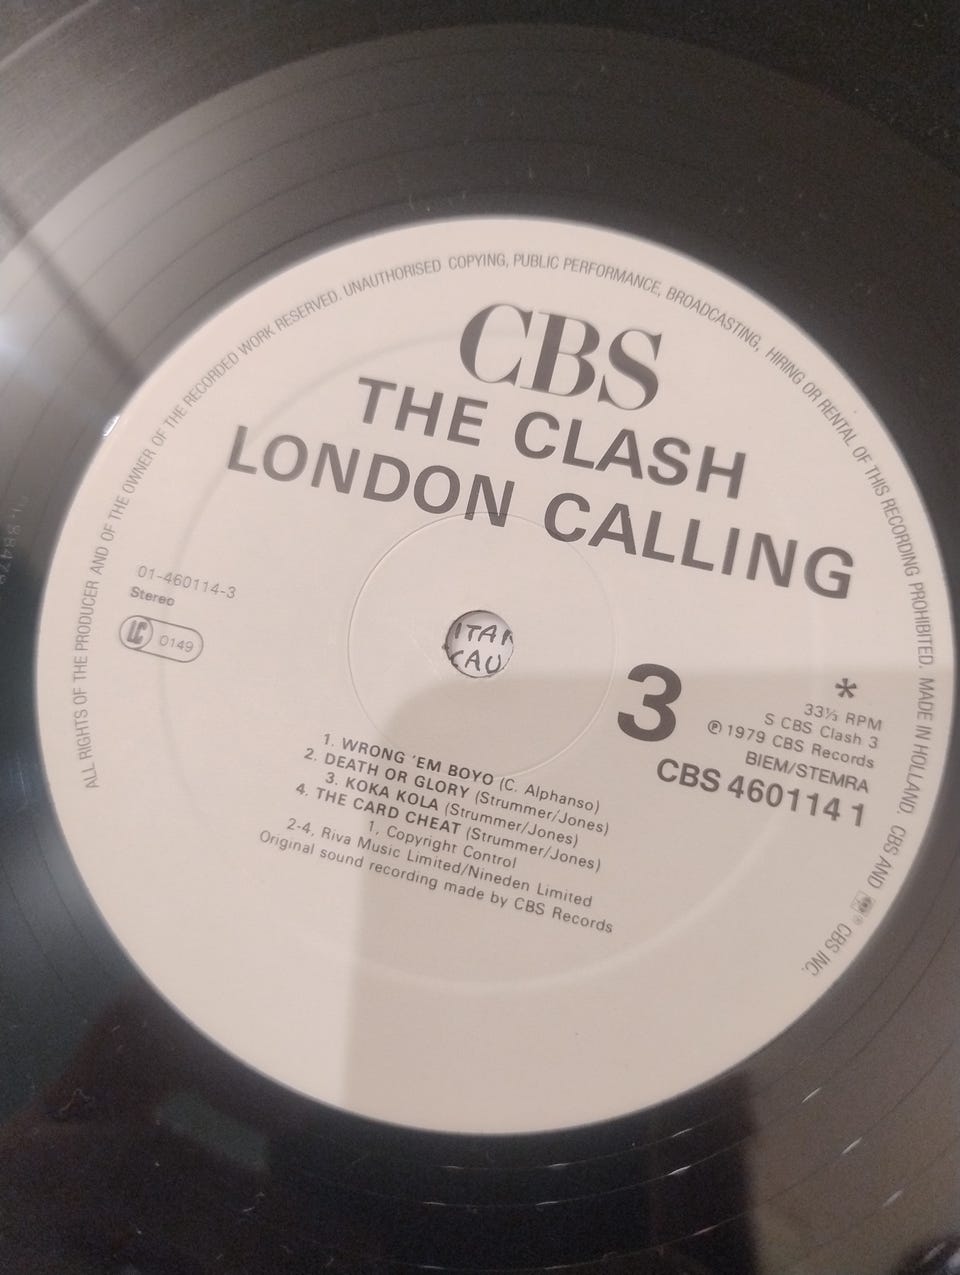 ALL RIGHTS OF THE PRODUCER AND OF THE OWNER OF THE RECORDED WORK RESERVED. UNAUTHORISED COPYING, PUBLIC PERFORMANCE, BROADCASTING, HIRING OR RENTAL OF THIS RECORDING PROHIBITED. MADE IN HOLLAND. CBS AND ® CBS INC.
CBS
THE CLASH
LONDON CALLING
01-460114-3
Stereo
LC 0149
3
*
33⅓ RPM
S CBS Clash 3
℗ 1979 CBS Records
BIEM/STEMRA
CBS 460114 1
1. WRONG 'EM BOYO (C. Alphanso)
2. DEATH OR GLORY (Strummer/Jones)
3. KOKA KOLA (Strummer/Jones)
4. THE CARD CHEAT (Strummer/Jones)
1, Copyright Control
2-4, Riva Music Limited/Nineden Limited
Original sound recording made by CBS Records